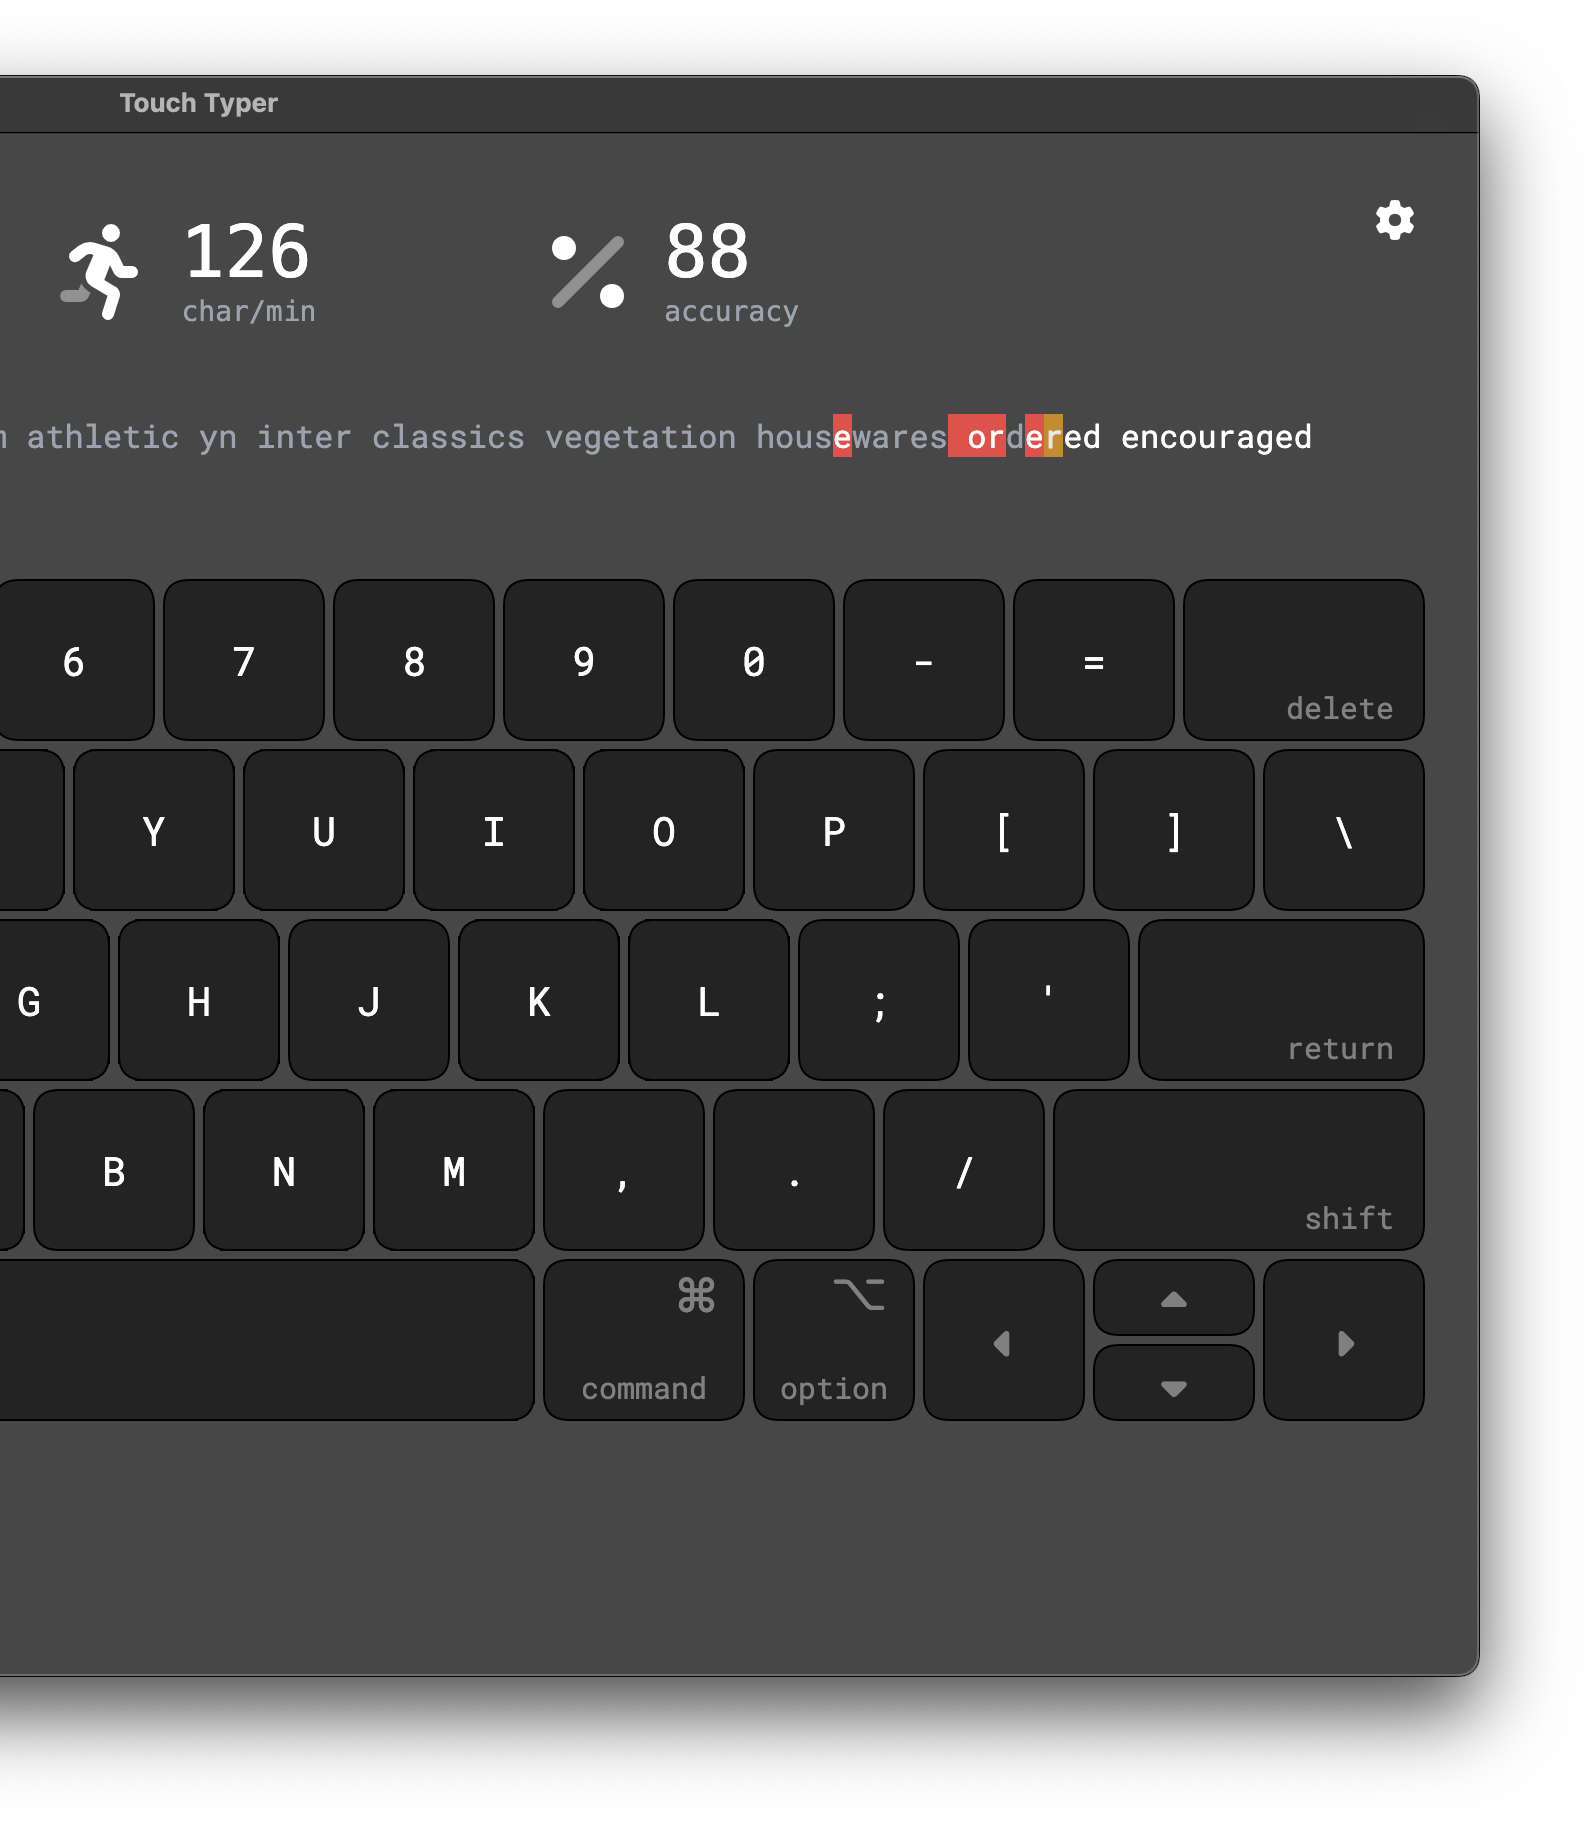 Touch Typer
126
char/min
88
accuracy
athletic yn inter classics vegetation housewares ordered encouraged
6 7 8 9 0 - = delete
Y U I O P [ ] \
G H J K L ; ' return
B N M , . / shift
⌘ ⌥
command option